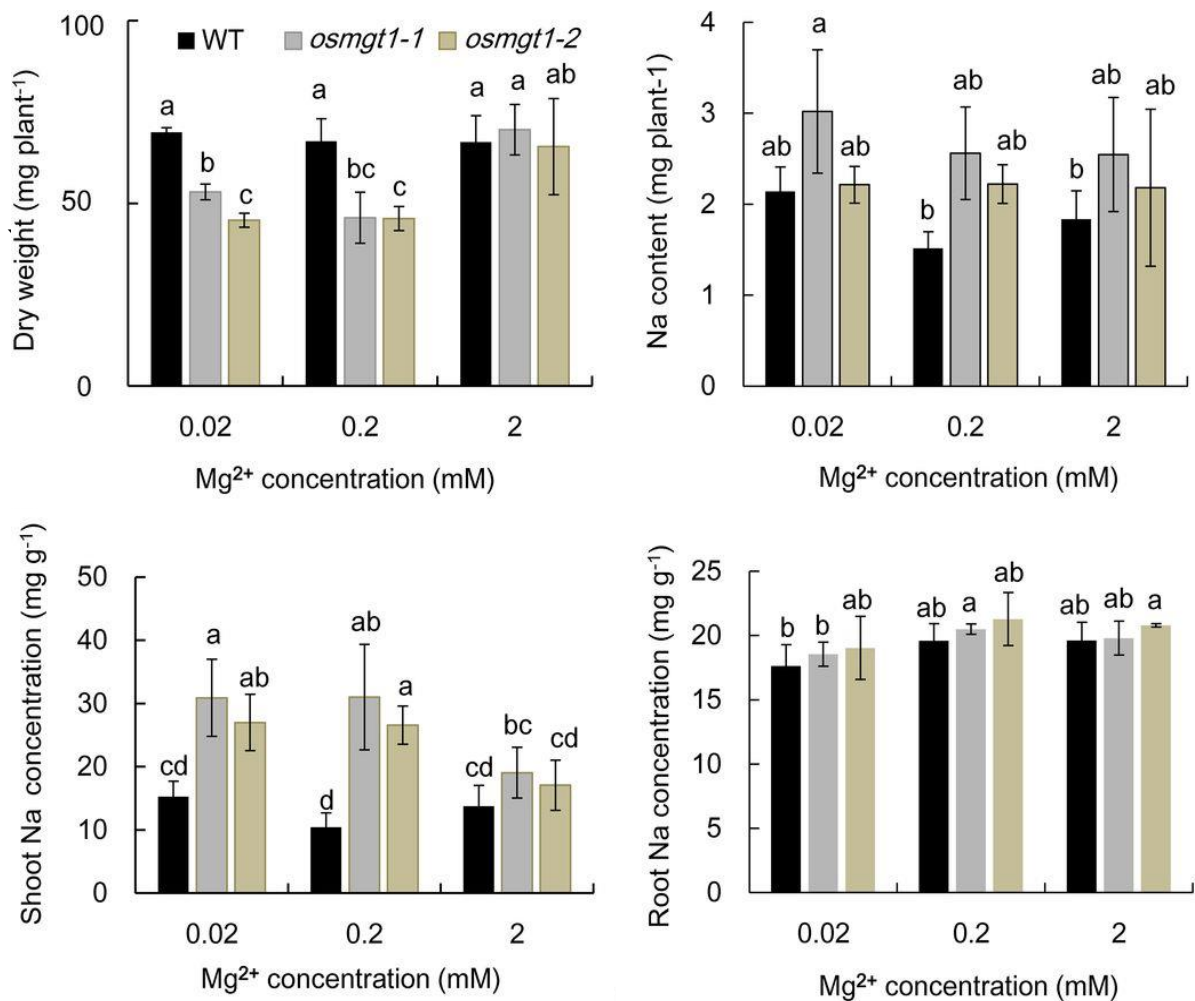 Dry weight (mg plant⁻¹)
100
50
0
WT osmgt1-1 osmgt1-2
a b c a bc c a a ab
0.02 0.2 2
Mg²⁺ concentration (mM)
Na content (mg plant-1)
4
3
2
1
0
ab a ab b ab ab b ab ab
0.02 0.2 2
Mg²⁺ concentration (mM)
Shoot Na concentration (mg g⁻¹)
50
40
30
20
10
0
cd a ab d ab a cd bc cd
0.02 0.2 2
Mg²⁺ concentration (mM)
Root Na concentration (mg g⁻¹)
25
20
15
10
5
0
b b ab ab a ab ab ab a
0.02 0.2 2
Mg²⁺ concentration (mM)